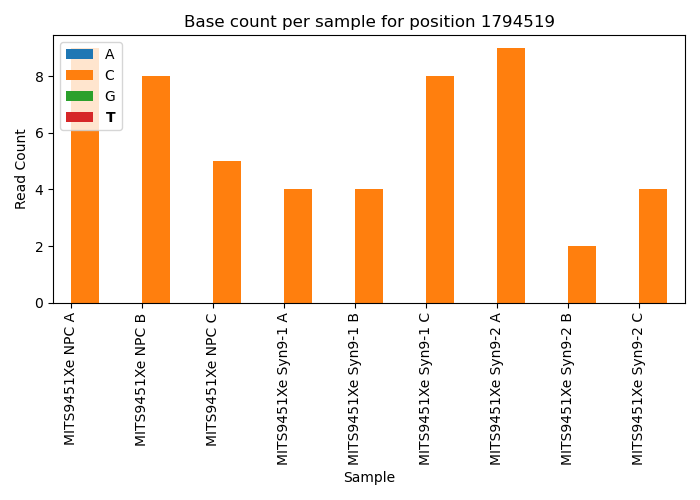 Base count per sample for position 1794519
A
C
G
T
Read Count
8
6
4
2
0
MITS9451Xe NPC A
MITS9451Xe NPC B
MITS9451Xe NPC C
MITS9451Xe Syn9-1 A
MITS9451Xe Syn9-1 B
MITS9451Xe Syn9-1 C
MITS9451Xe Syn9-2 A
MITS9451Xe Syn9-2 B
MITS9451Xe Syn9-2 C
Sample